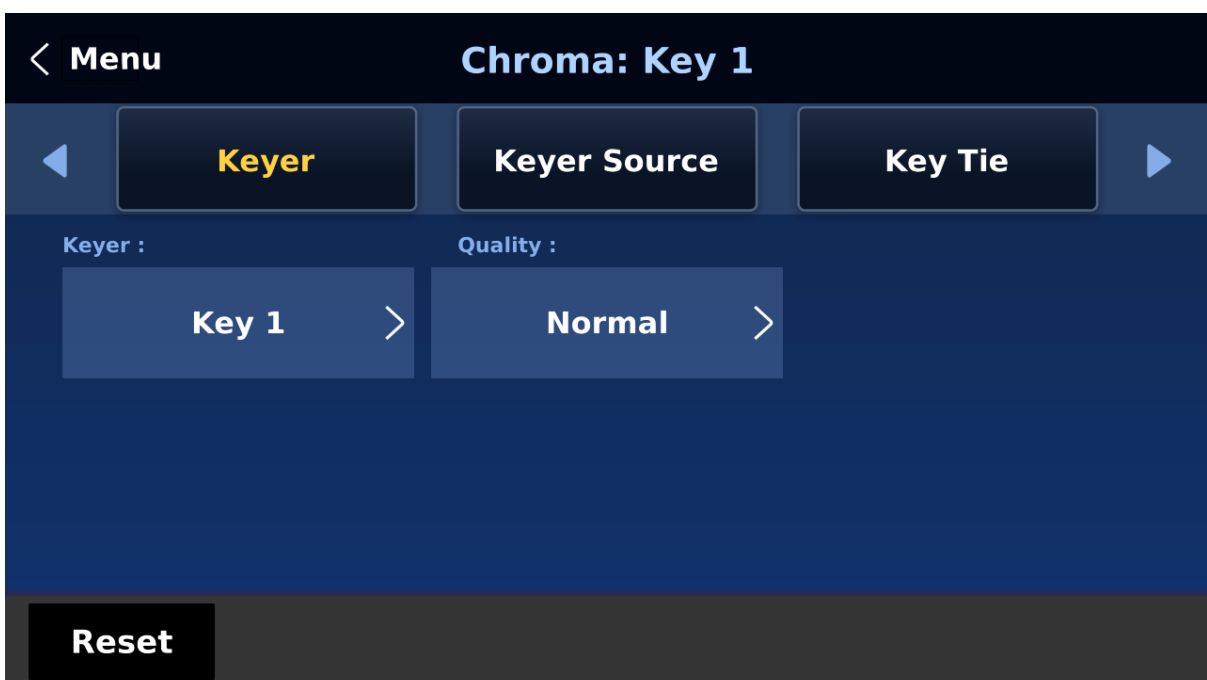 Menu
Chroma: Key 1
Keyer
Keyer Source
Key Tie
Keyer :
Quality :
Key 1
Normal
Reset